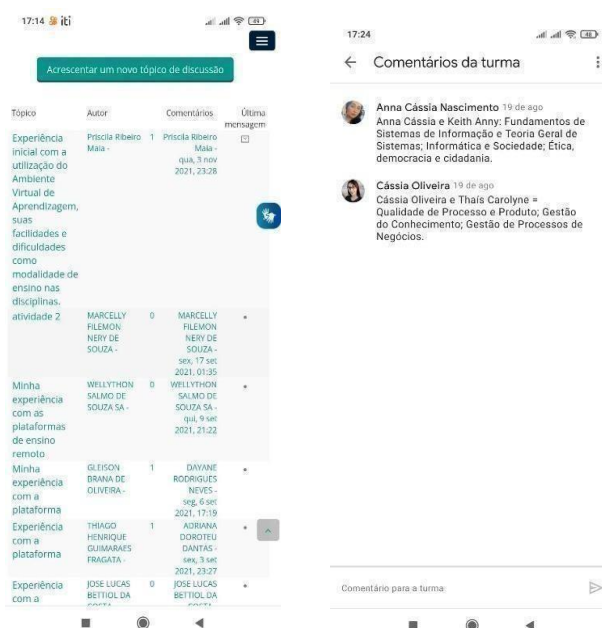 17:14 iti
49
Acrescentar um novo tópico de discussão
Tópico Autor Comentários Última
mensagem
Experiência
inicial com a
utilização do
Ambiente
Virtual de
Aprendizagem,
suas
facilidades e
dificuldades
como
modalidade de
ensino nas
disciplinas.
Priscila Ribeiro
Maia -
1
Priscila Ribeiro
Maia -
qua, 3 nov
2021, 23:28
atividade 2
MARCELLY
FILEMON
NERY DE
SOUZA -
0
MARCELLY
FILEMON
NERY DE
SOUZA -
sex, 17 set
2021, 01:35
Minha
experiência
com as
plataformas
de ensino
remoto
WELLYTHON
SALMO DE
SOUZA SA -
0
WELLYTHON
SALMO DE
SOUZA SA -
qui, 9 set
2021, 21:22
Minha
experiência
com a
plataforma
GLEISON
BRANA DE
OLIVEIRA -
1
DAYANE
RODRIGUES
NEVES -
seg, 6 set
2021, 17:19
Experiência
com a
plataforma
THIAGO
HENRIQUE
GUIMARAES
FRAGATA -
1
ADRIANA
DOROTEU
DANTAS -
sex, 3 set
2021, 23:27
Experiência
com a
JOSE LUCAS
BETTIOL DA
COSTA
0
JOSE LUCAS
BETTIOL DA
COSTA
17:24
48
Comentários da turma
Anna Cássia Nascimento 19 de ago
Anna Cássia e Keith Anny: Fundamentos de
Sistemas de Informação e Teoria Geral de
Sistemas; Informática e Sociedade; Ética,
democracia e cidadania.
Cássia Oliveira 19 de ago
Cássia Oliveira e Thaís Carolyne =
Qualidade de Processo e Produto; Gestão
do Conhecimento; Gestão de Processos de
Negócios.
Comentário para a turma